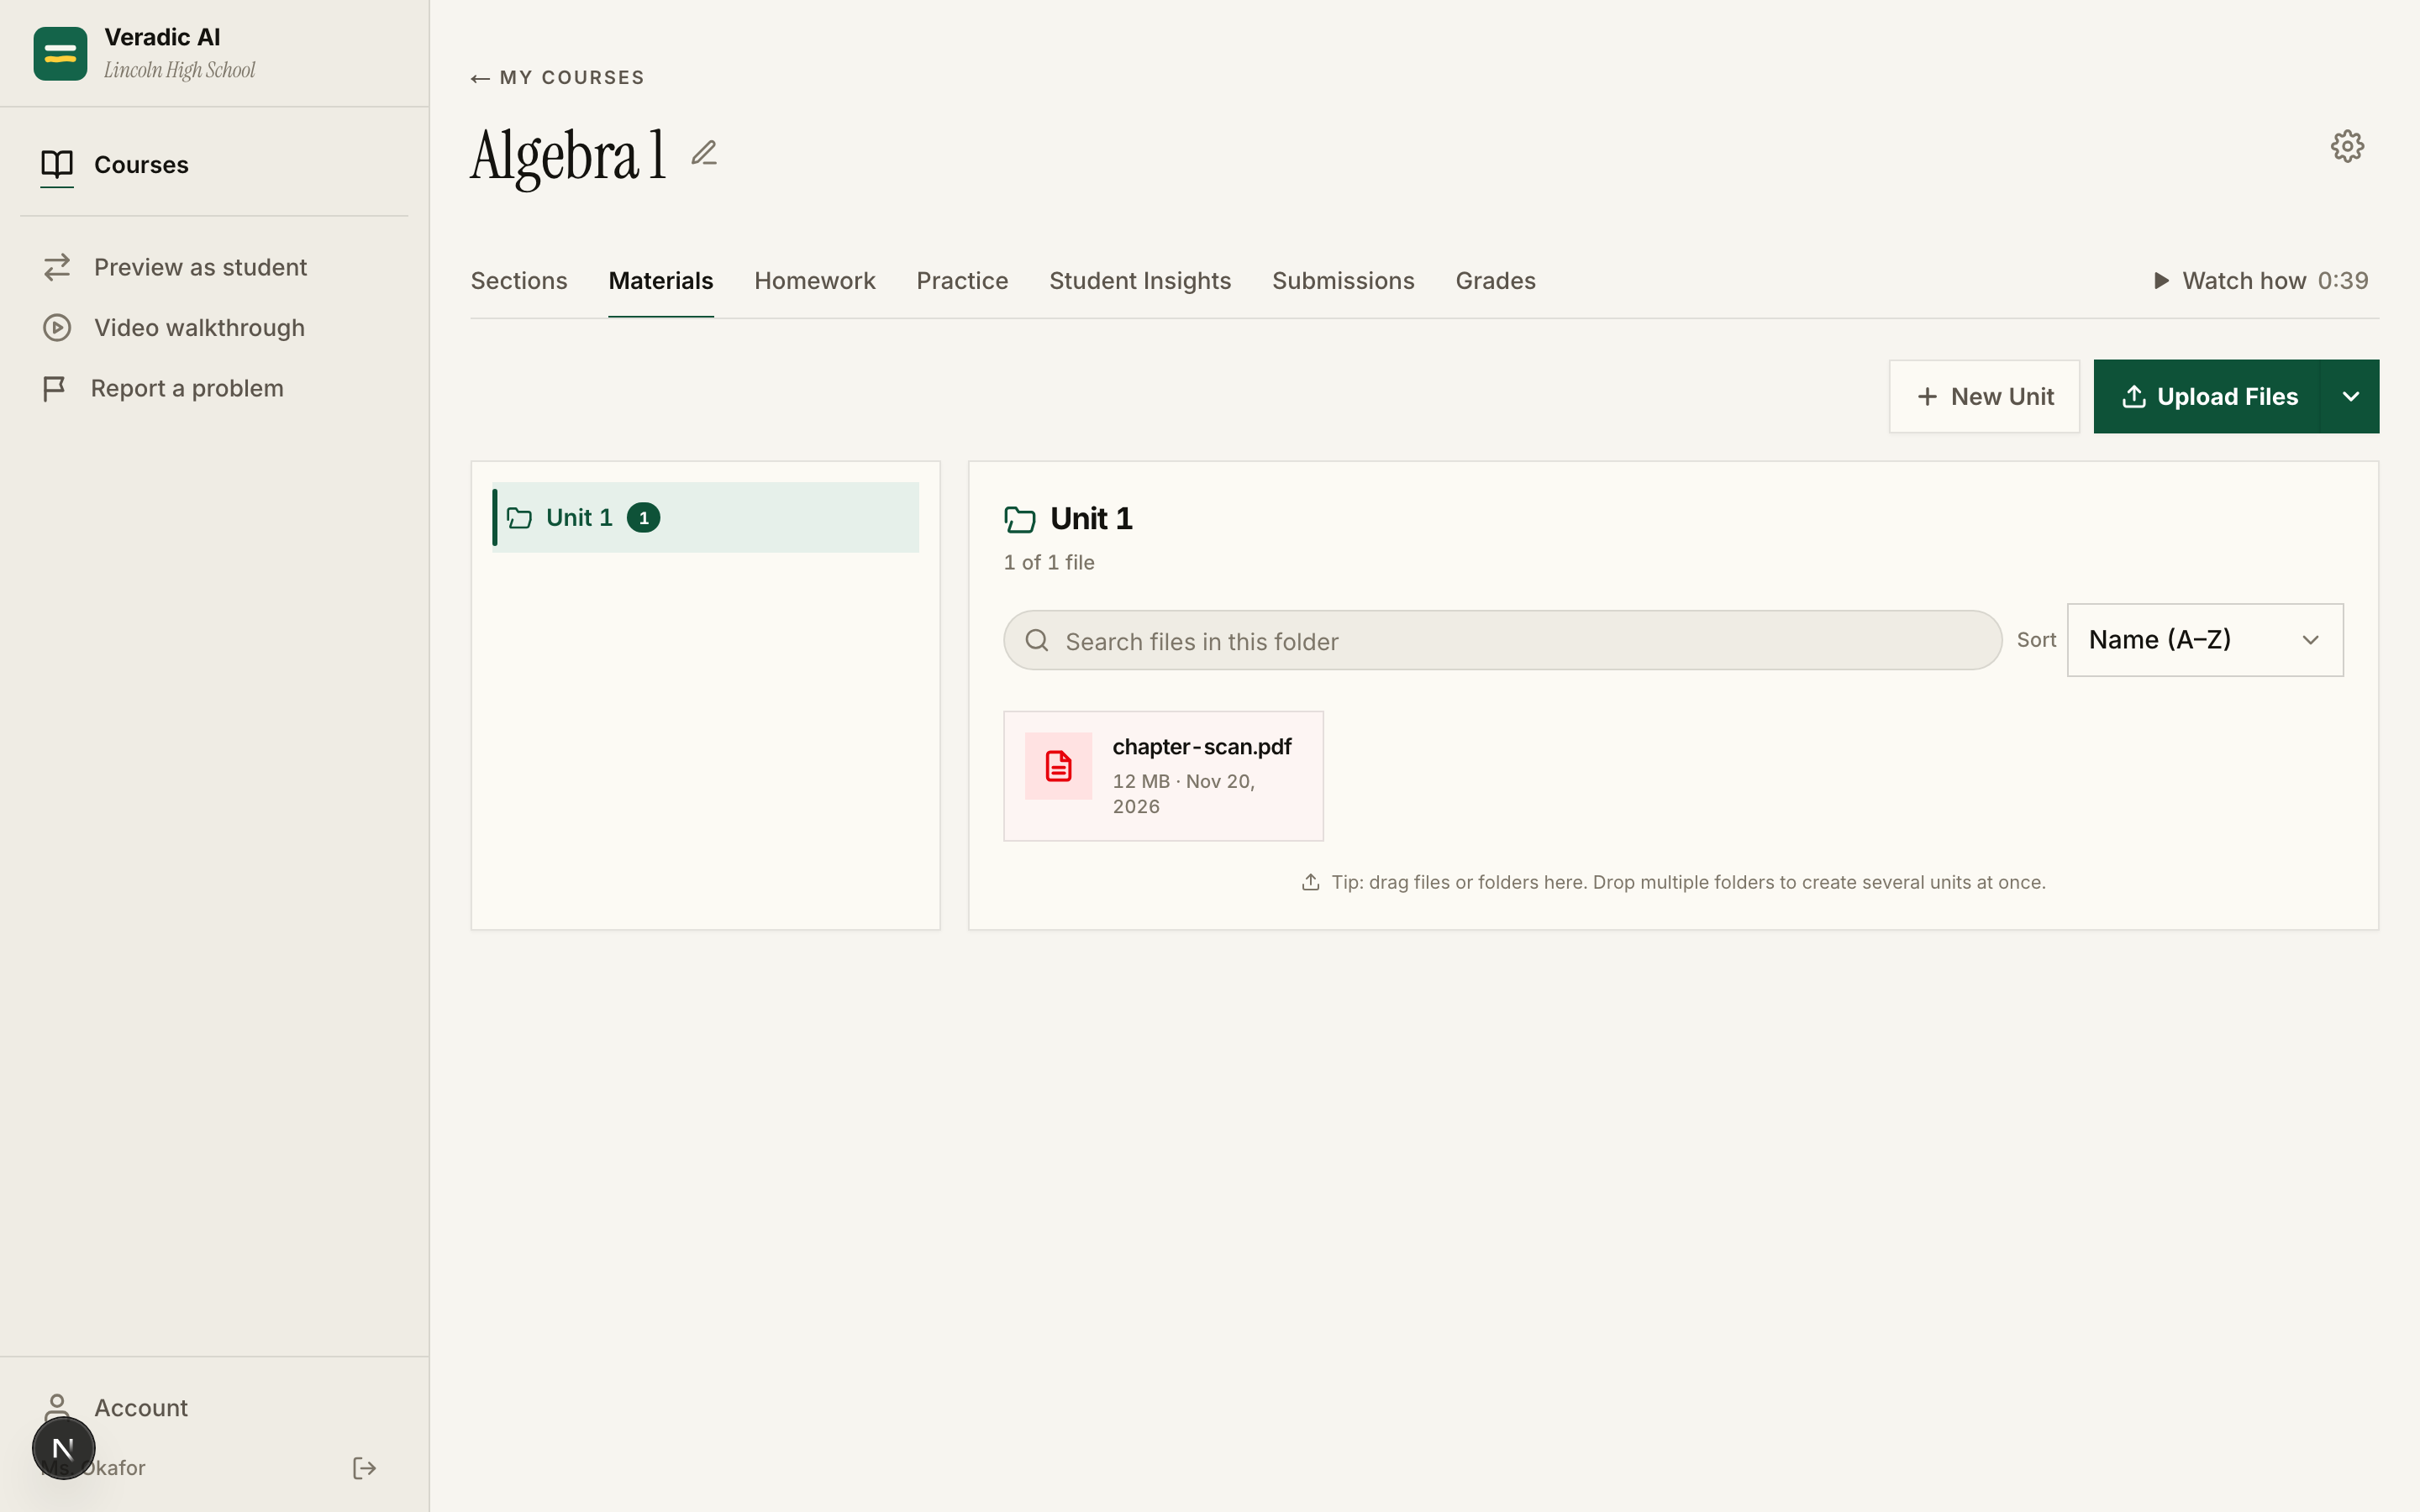 Veradic AI
Lincoln High School
Courses
Preview as student
Video walkthrough
Report a problem
Account
N
Ms. Okafor
← MY COURSES
Algebra 1
Sections Materials Homework Practice Student Insights Submissions Grades
Watch how 0:39
+ New Unit
Upload Files
Unit 1 1
Unit 1
1 of 1 file
Search files in this folder
Sort Name (A–Z)
chapter-scan.pdf
12 MB · Nov 20,
2026
Tip: drag files or folders here. Drop multiple folders to create several units at once.